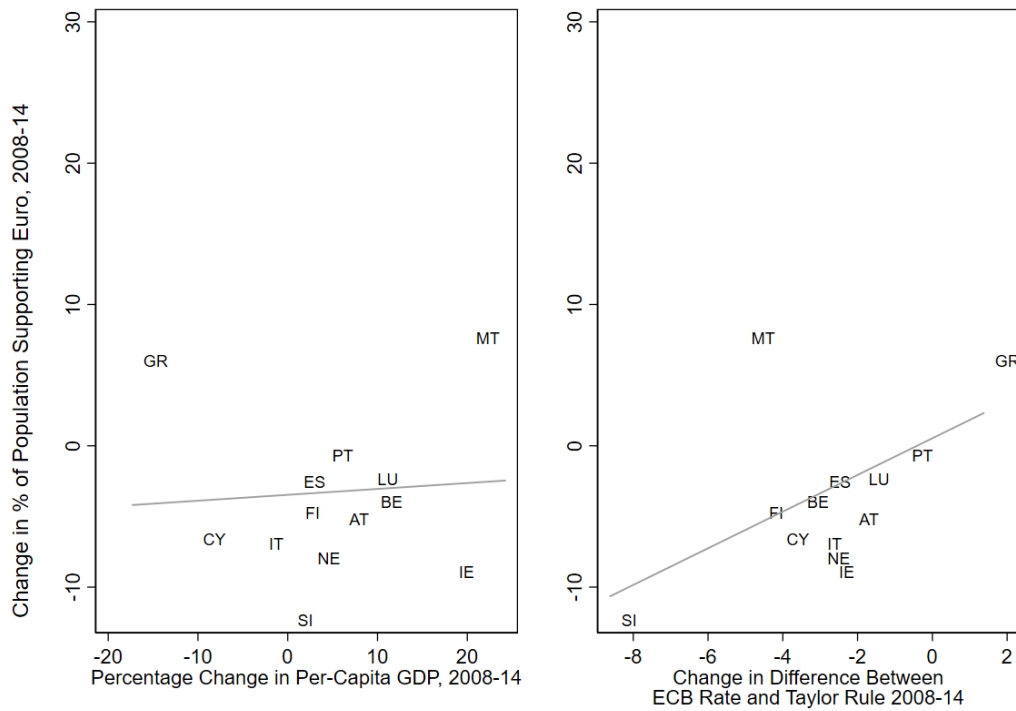 Change in % of Population Supporting Euro, 2008-14
30
20
10
0
-10
GR
MT
PT
ES
LU
BE
FI
AT
CY
IT
NE
IE
SI
-20
-10
0
10
20
Percentage Change in Per-Capita GDP, 2008-14
30
20
10
0
-10
MT
GR
PT
ES
LU
BE
FI
AT
CY
IT
NE
IE
SI
-8
-6
-4
-2
0
2
Change in Difference Between
ECB Rate and Taylor Rule 2008-14